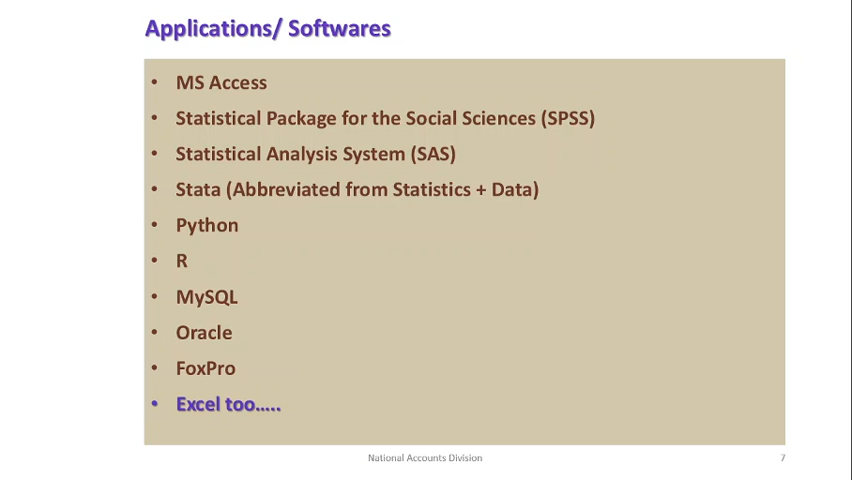 Applications/ Softwares
• MS Access
• Statistical Package for the Social Sciences (SPSS)
• Statistical Analysis System (SAS)
• Stata (Abbreviated from Statistics + Data)
• Python
• R
• MySQL
• Oracle
• FoxPro
• Excel too.....
National Accounts Division
7